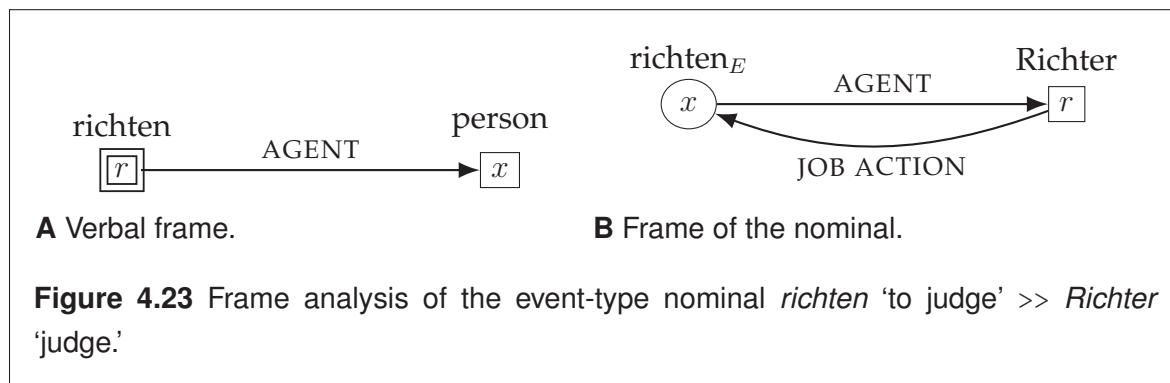 richten
r
AGENT
person
x
A Verbal frame.
richten_E
x
AGENT
Richter
r
JOB ACTION
B Frame of the nominal.
Figure 4.23 Frame analysis of the event-type nominal richten ‘to judge’ >> Richter
‘judge.’